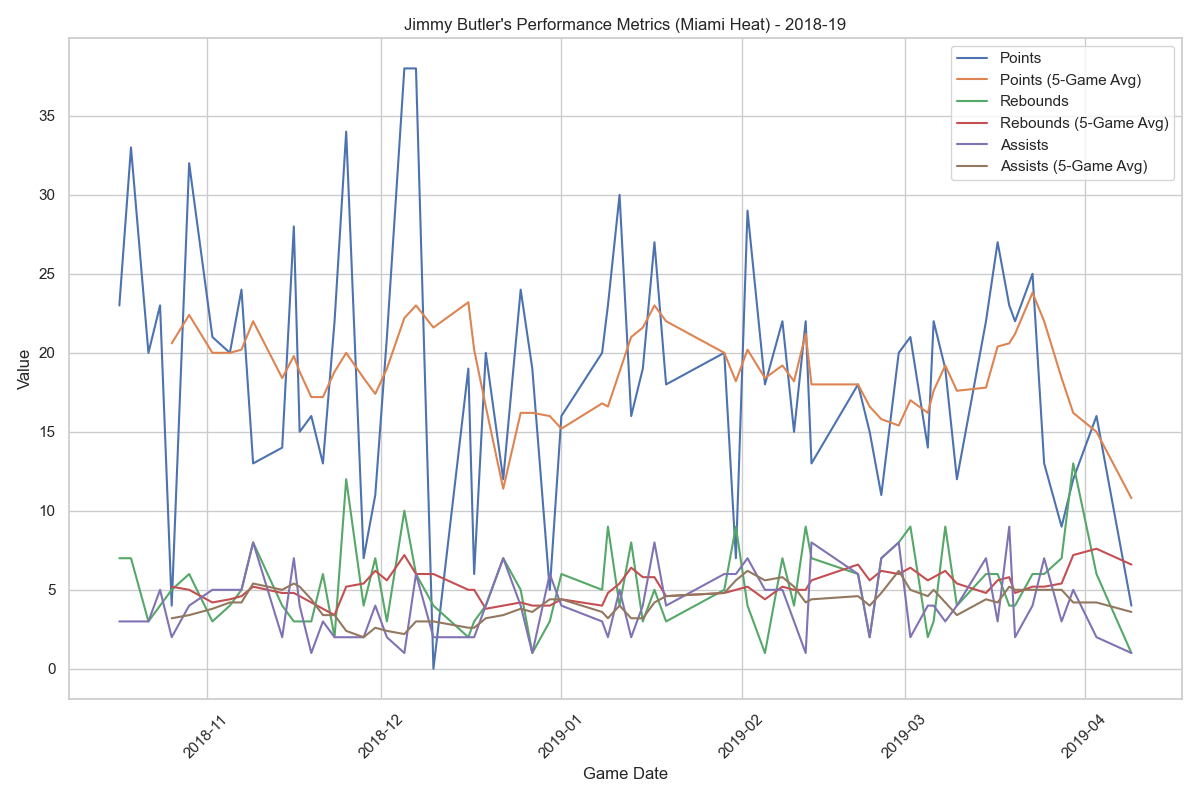 Jimmy Butler's Performance Metrics (Miami Heat) - 2018-19
Points
Points (5-Game Avg)
Rebounds
Rebounds (5-Game Avg)
Assists
Assists (5-Game Avg)
Value
35
30
25
20
15
10
5
0
2018-11
2018-12
2019-01
2019-02
2019-03
2019-04
Game Date